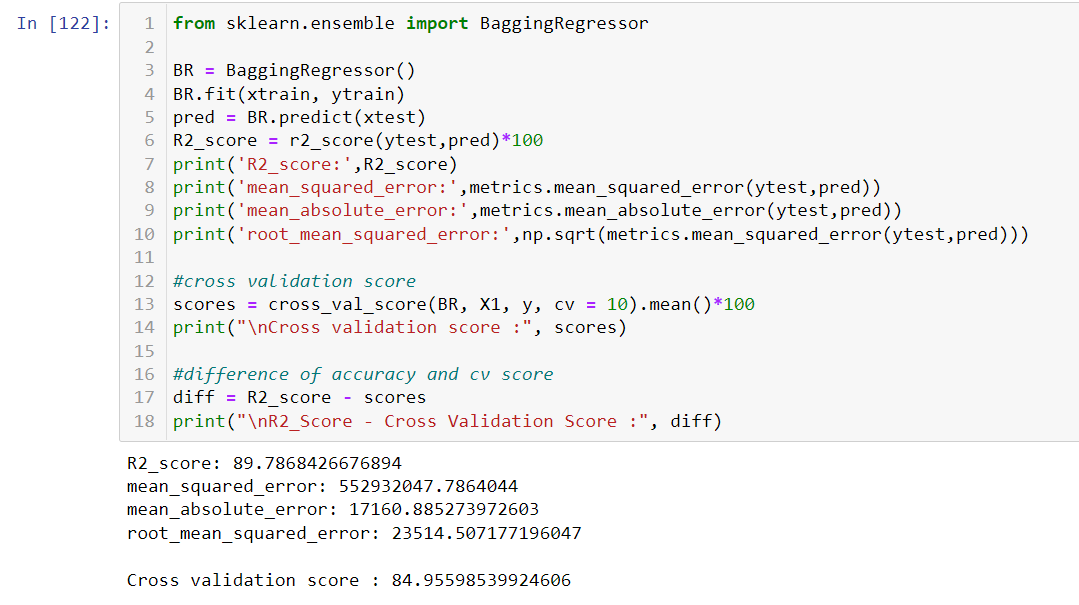 In [122]:
1 from sklearn.ensemble import BaggingRegressor
2
3 BR = BaggingRegressor()
4 BR.fit(xtrain, ytrain)
5 pred = BR.predict(xtest)
6 R2_score = r2_score(ytest,pred)*100
7 print('R2_score:',R2_score)
8 print('mean_squared_error:',metrics.mean_squared_error(ytest,pred))
9 print('mean_absolute_error:',metrics.mean_absolute_error(ytest,pred))
10 print('root_mean_squared_error:',np.sqrt(metrics.mean_squared_error(ytest,pred)))
11
12 #cross validation score
13 scores = cross_val_score(BR, X1, y, cv = 10).mean()*100
14 print("\nCross validation score :", scores)
15
16 #difference of accuracy and cv score
17 diff = R2_score - scores
18 print("\nR2_Score - Cross Validation Score :", diff)
R2_score: 89.7868426676894
mean_squared_error: 552932047.7864044
mean_absolute_error: 17160.885273972603
root_mean_squared_error: 23514.507177196047
Cross validation score : 84.95598539924606